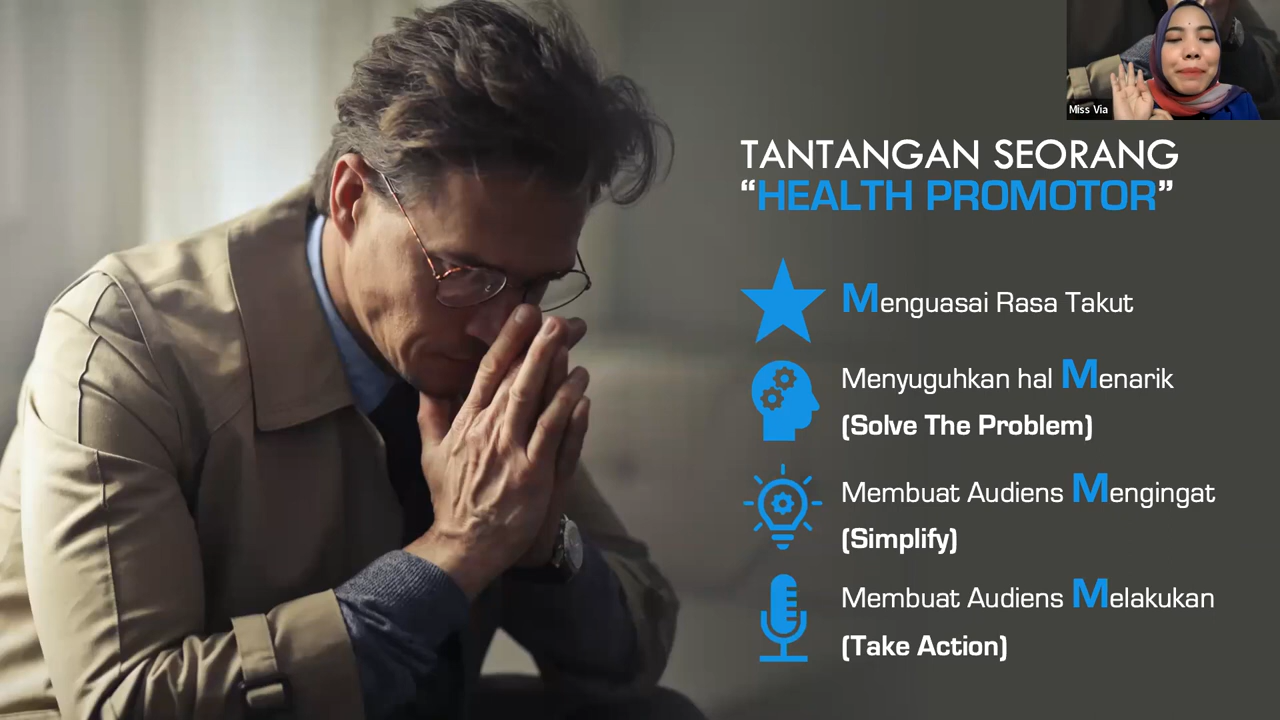 Miss Via
TANTANGAN SEORANG
“HEALTH PROMOTOR”
Menguasai Rasa Takut
Menyuguhkan hal Menarik
(Solve The Problem)
Membuat Audiens Mengingat
(Simplify)
Membuat Audiens Melakukan
(Take Action)